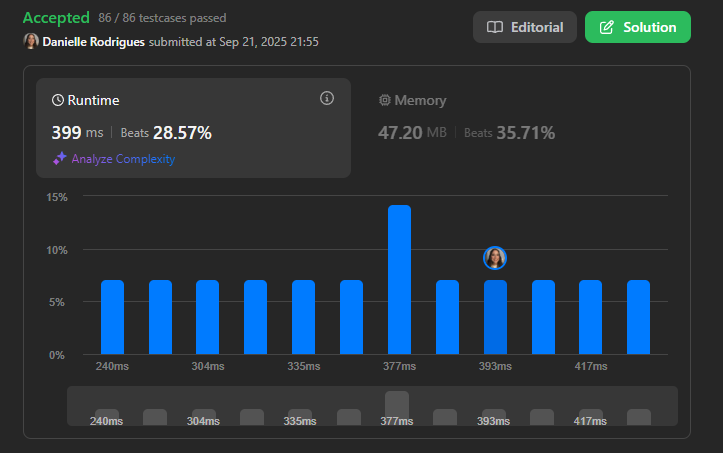 Accepted 86 / 86 testcases passed
Danielle Rodrigues submitted at Sep 21, 2025 21:55
Editorial
Solution
Runtime
399 ms | Beats 28.57%
Analyze Complexity
Memory
47.20 MB | Beats 35.71%
15%
10%
5%
0%
240ms 304ms 335ms 377ms 393ms 417ms
240ms 304ms 335ms 377ms 393ms 417ms